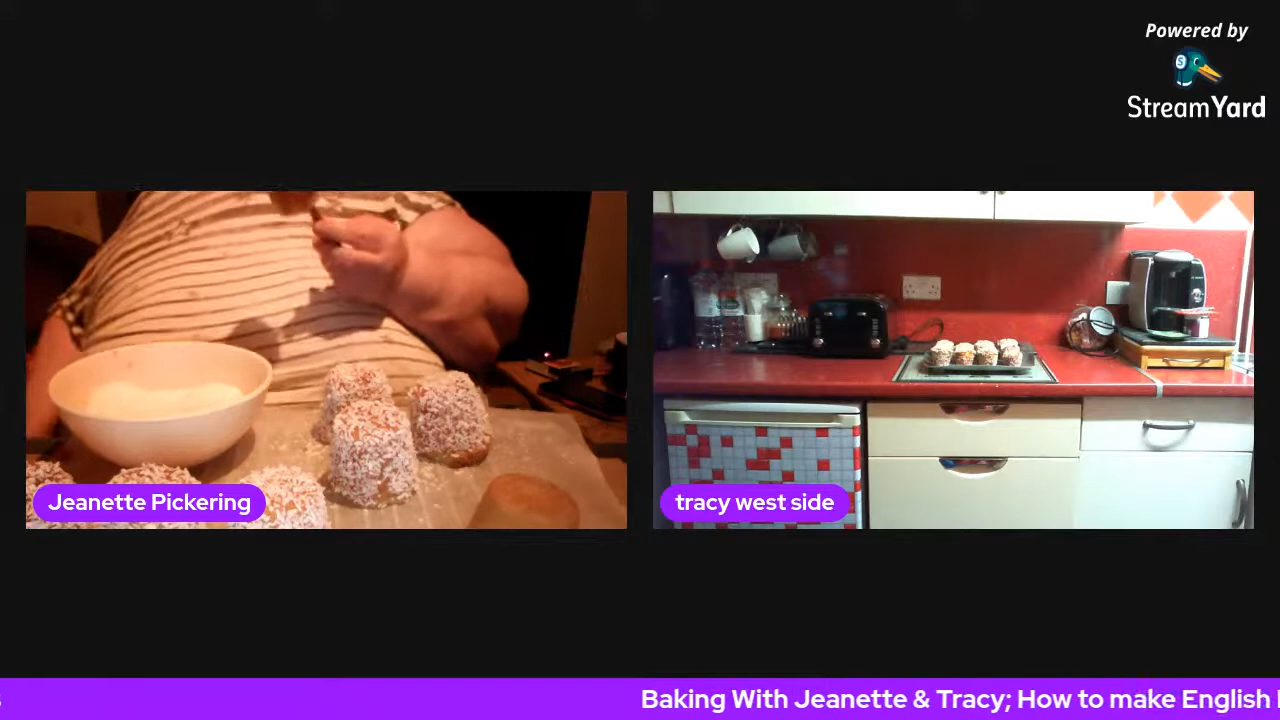 Powered by
StreamYard
Jeanette Pickering
tracy west side
Baking With Jeanette & Tracy; How to make English